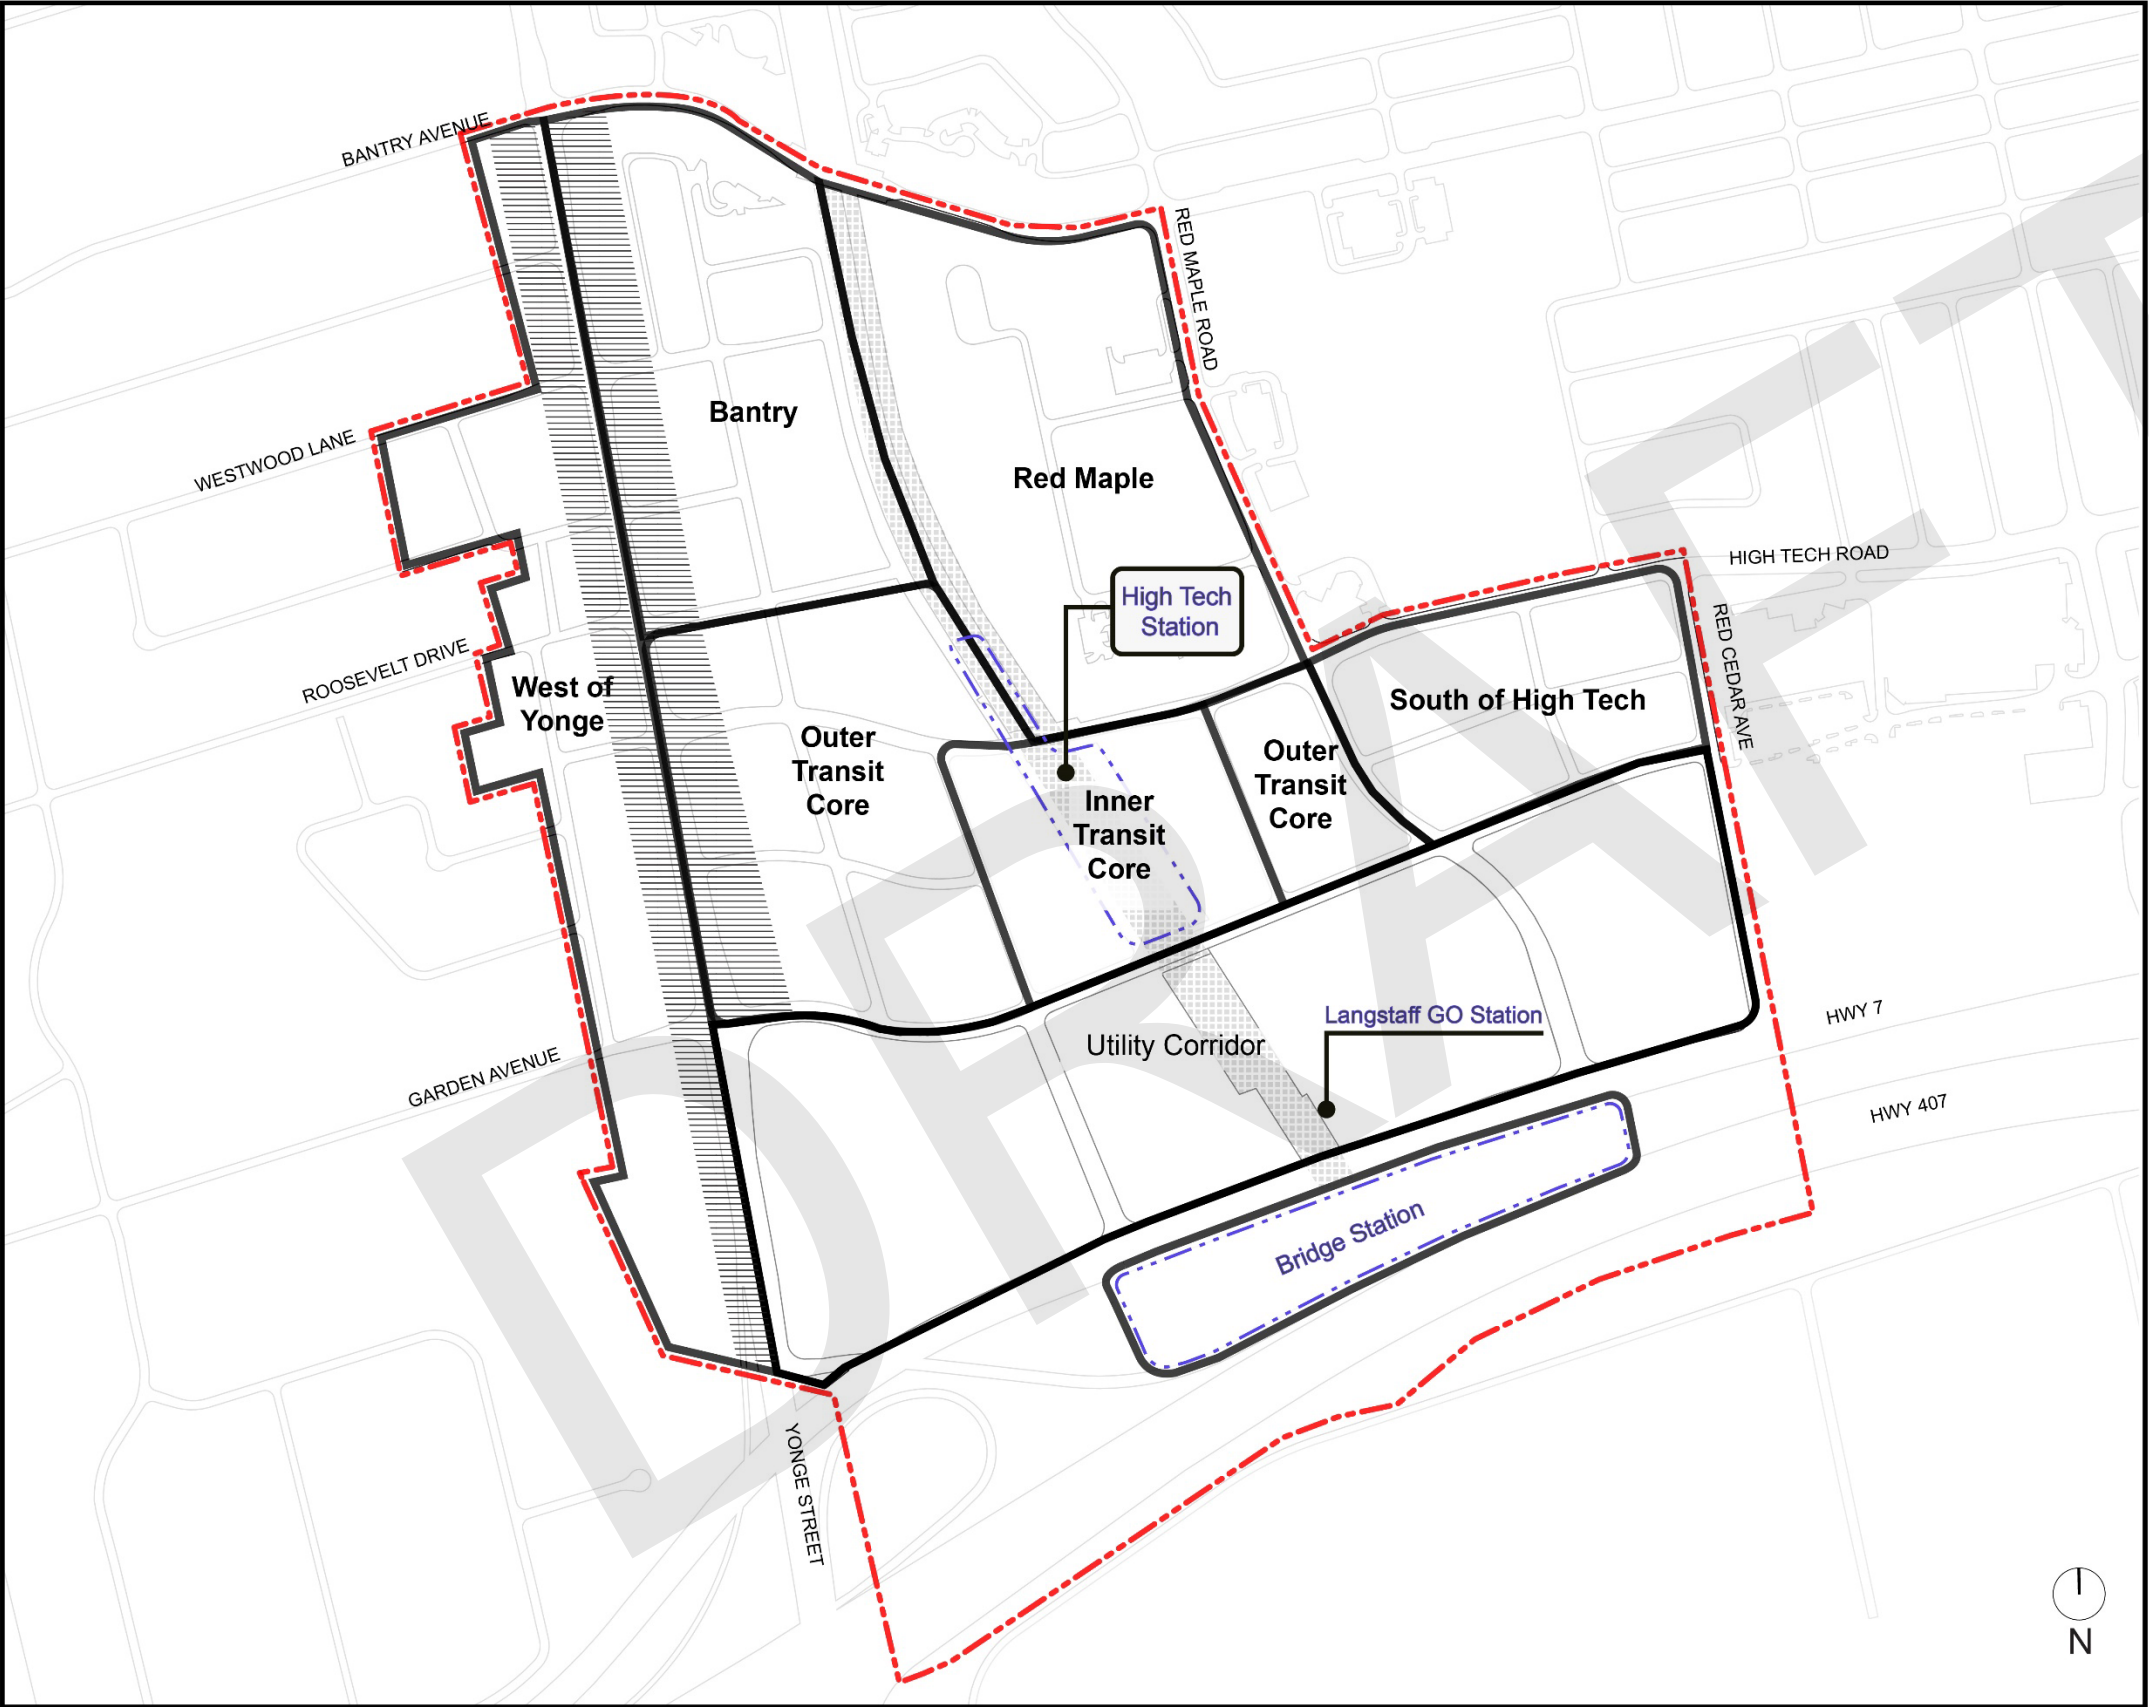 BANTRY AVENUE
RED MAPLE ROAD
Bantry
WESTWOOD LANE
Red Maple
HIGH TECH ROAD
High Tech
Station
RED CEDAR AVE
ROOSEVELT DRIVE
West of
Yonge
South of High Tech
Outer
Transit
Core
Outer
Transit
Core
Inner
Transit
Core
Langstaff GO Station
HWY 7
Utility Corridor
GARDEN AVENUE
HWY 407
Bridge Station
YONGE STREET
N
DRAFT